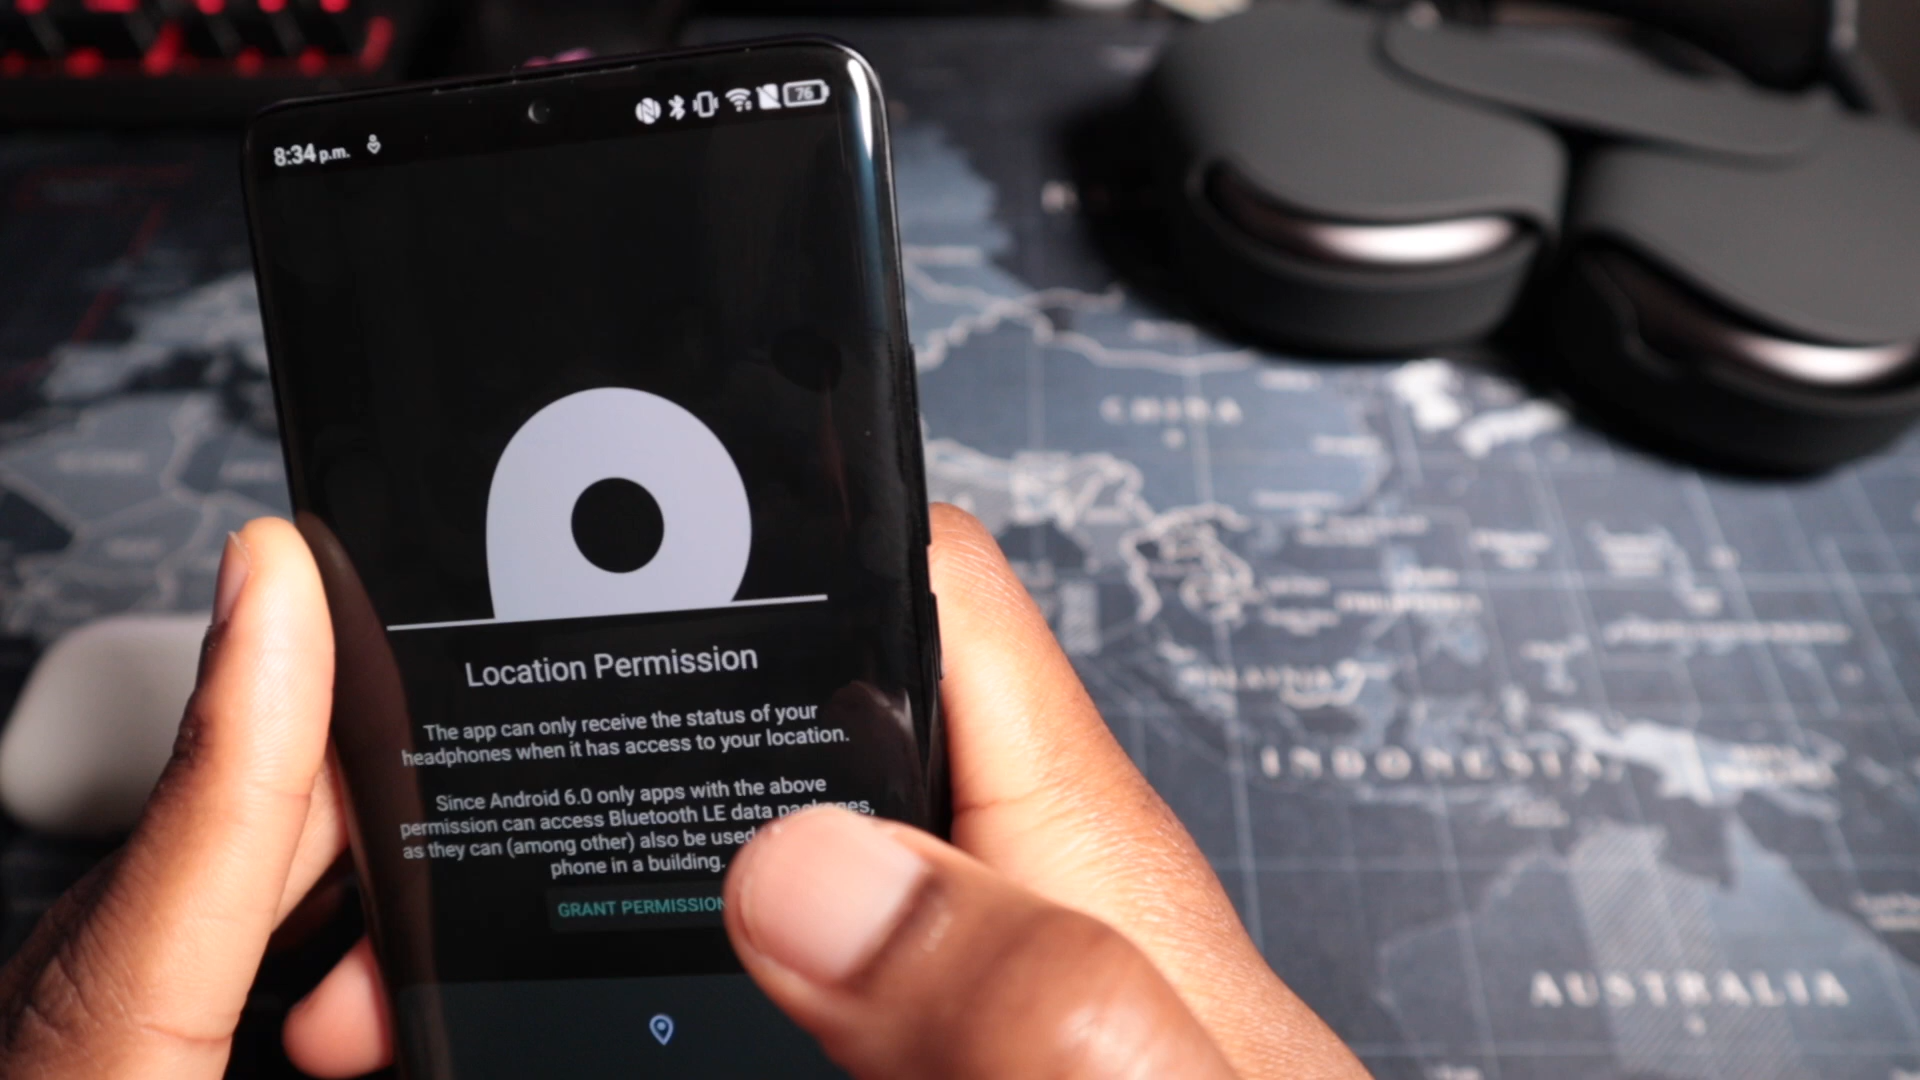 8:34 p.m.
76
Location Permission
The app can only receive the status of your
headphones when it has access to your location.
Since Android 6.0 only apps with the above
permission can access Bluetooth LE data packages,
as they can (among other) also be used
phone in a building.
GRANT PERMISSION
CHINA
INDONESIA
AUSTRALIA